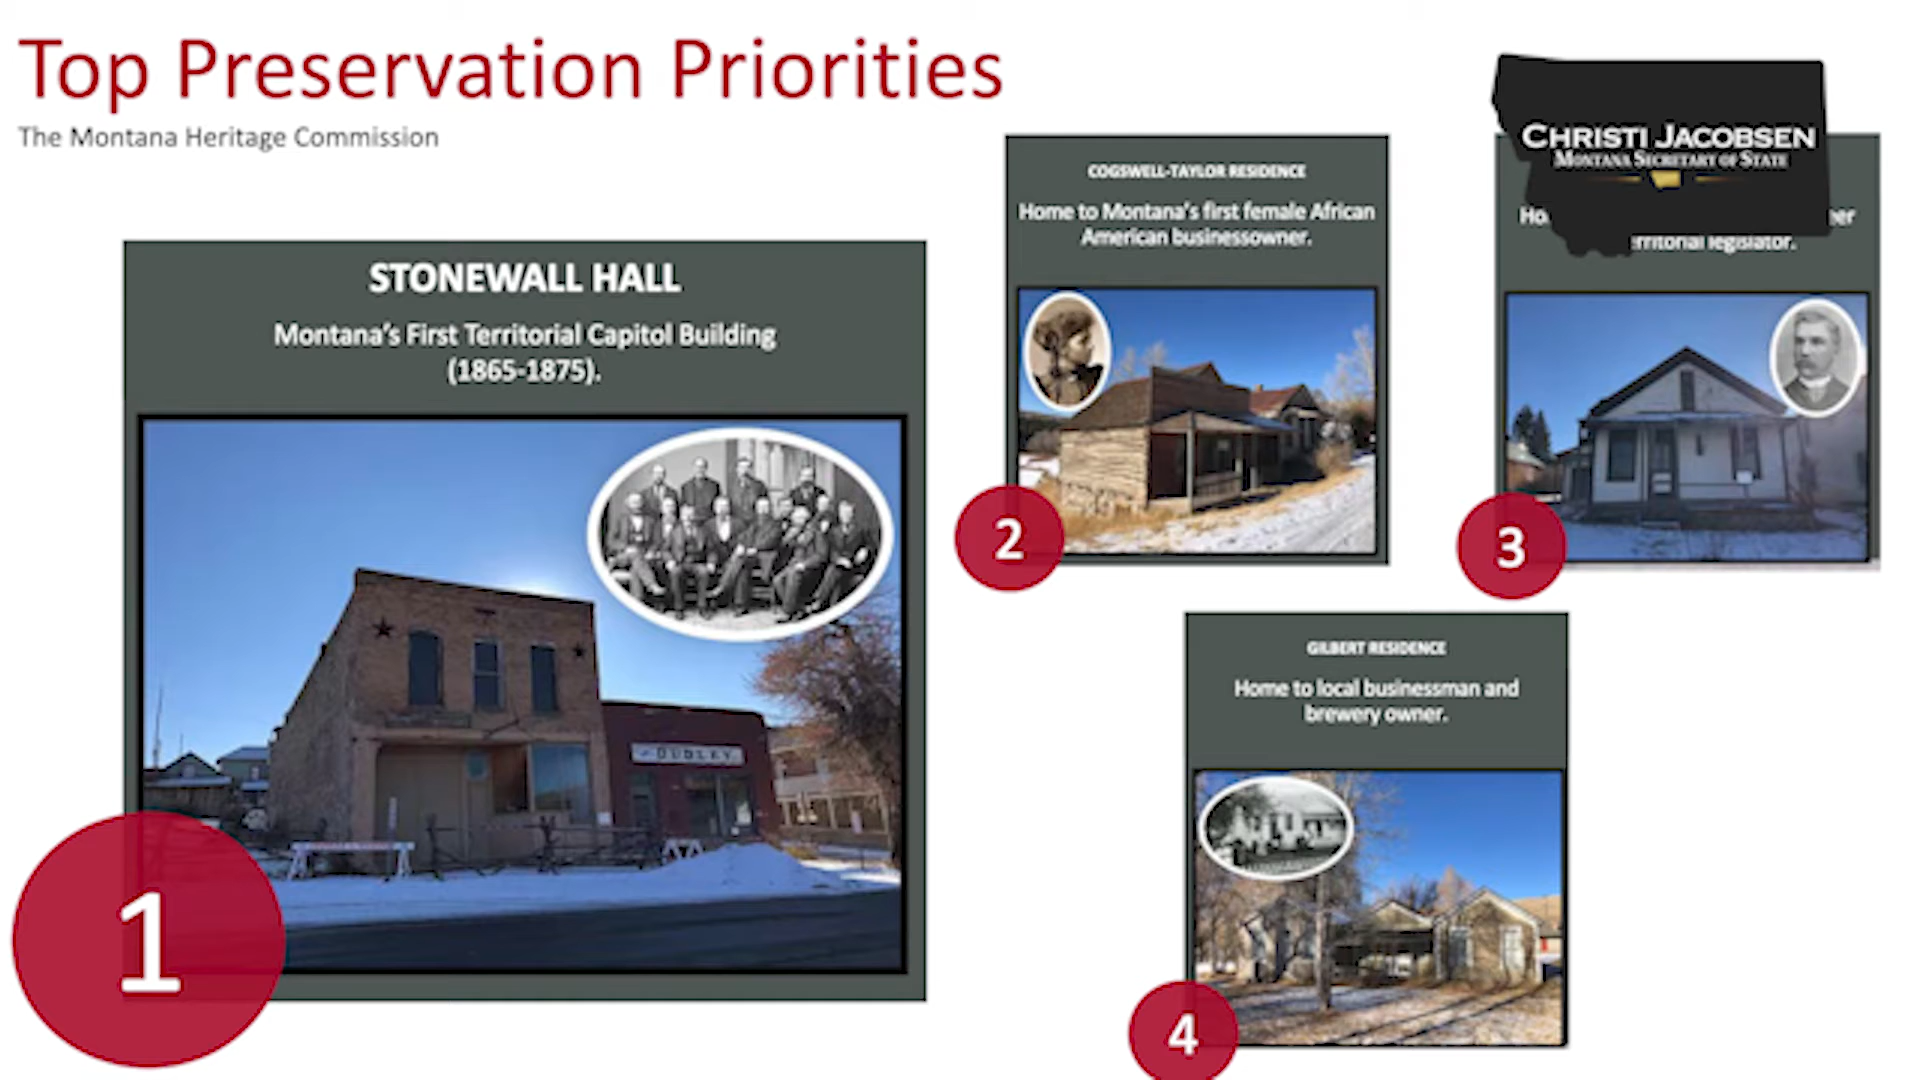 Top Preservation Priorities
The Montana Heritage Commission
STONEWALL HALL
Montana's First Territorial Capitol Building
(1865-1875).
DUDLEY
1
COGSWELL-TAYLOR RESIDENCE
Home to Montana's first female African
American businessowner.
2
CHRISTI JACOBSEN
MONTANA SECRETARY OF STATE
legislator.
3
GILBERT RESIDENCE
Home to local businessman and
brewery owner.
4